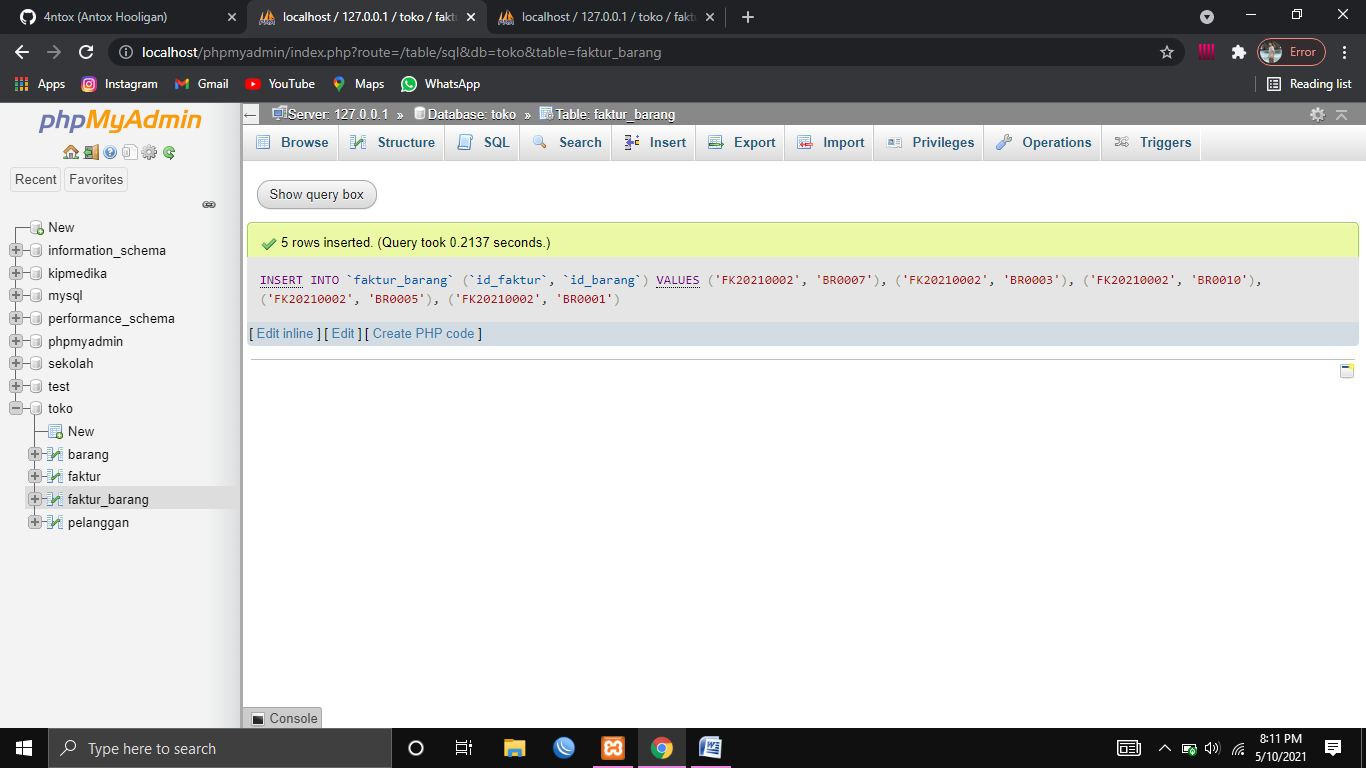 4ntox (Antox Hooligan)
localhost / 127.0.0.1 / toko / faktu
localhost / 127.0.0.1 / toko / faktu
localhost/phpmyadmin/index.php?route=/table/sql&db=toko&table=faktur_barang
Error
Apps
Instagram
Gmail
YouTube
Maps
WhatsApp
Reading list
phpMyAdmin
Recent
Favorites
New
information_schema
kipmedika
mysql
performance_schema
phpmyadmin
sekolah
test
toko
New
barang
faktur
faktur_barang
pelanggan
Server: 127.0.0.1 » Database: toko » Table: faktur_barang
Browse
Structure
SQL
Search
Insert
Export
Import
Privileges
Operations
Triggers
Show query box
5 rows inserted. (Query took 0.2137 seconds.)
INSERT INTO `faktur_barang` (`id_faktur`, `id_barang`) VALUES ('FK20210002', 'BR0007'), ('FK20210002', 'BR0003'), ('FK20210002', 'BR0010'),
('FK20210002', 'BR0005'), ('FK20210002', 'BR0001')
[ Edit inline ] [ Edit ] [ Create PHP code ]
Console
Type here to search
8:11 PM
5/10/2021